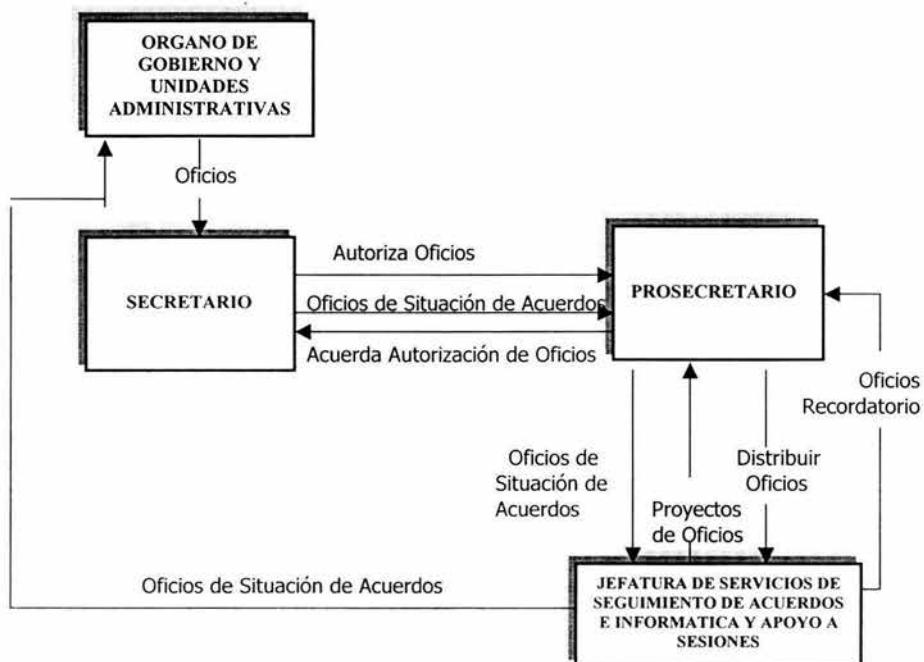 ORGANO DE
GOBIERNO Y
UNIDADES
ADMINISTRATIVAS
Oficios
SECRETARIO
Autoriza Oficios
Oficios de Situación de Acuerdos
Acuerda Autorización de Oficios
PROSECRETARIO
Oficios
Recordatorio
Oficios de
Situación de
Acuerdos
Proyectos
de Oficios
Distribuir
Oficios
Oficios de Situación de Acuerdos
JEFATURA DE SERVICIOS DE
SEGUIMIENTO DE ACUERDOS
E INFORMATICA Y APOYO A
SESIONES